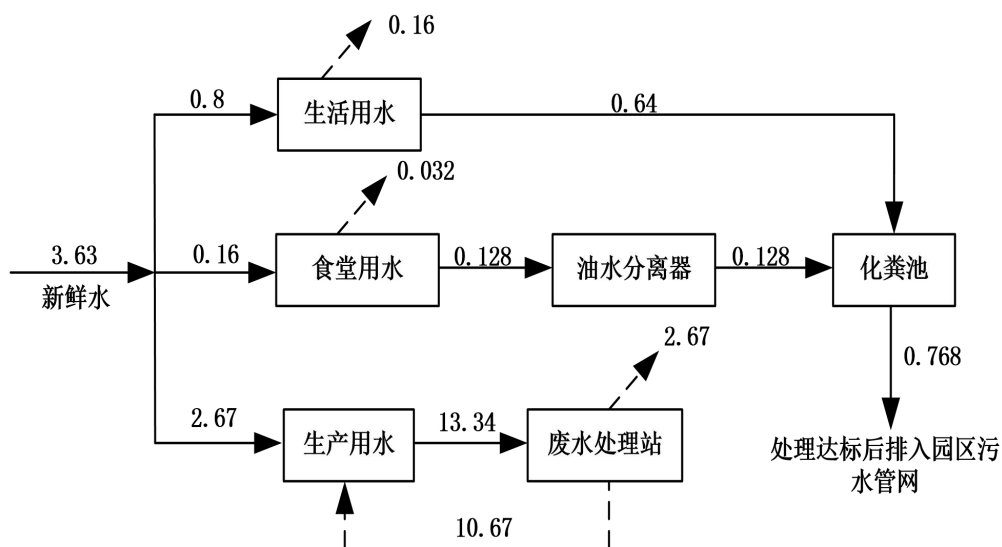 0.16
0.8
生活用水
0.64
0.032
3.63
新鲜水
0.16
食堂用水
0.128
油水分离器
0.128
化粪池
2.67
0.768
2.67
生产用水
13.34
废水处理站
处理达标后排入园区污
水管网
10.67